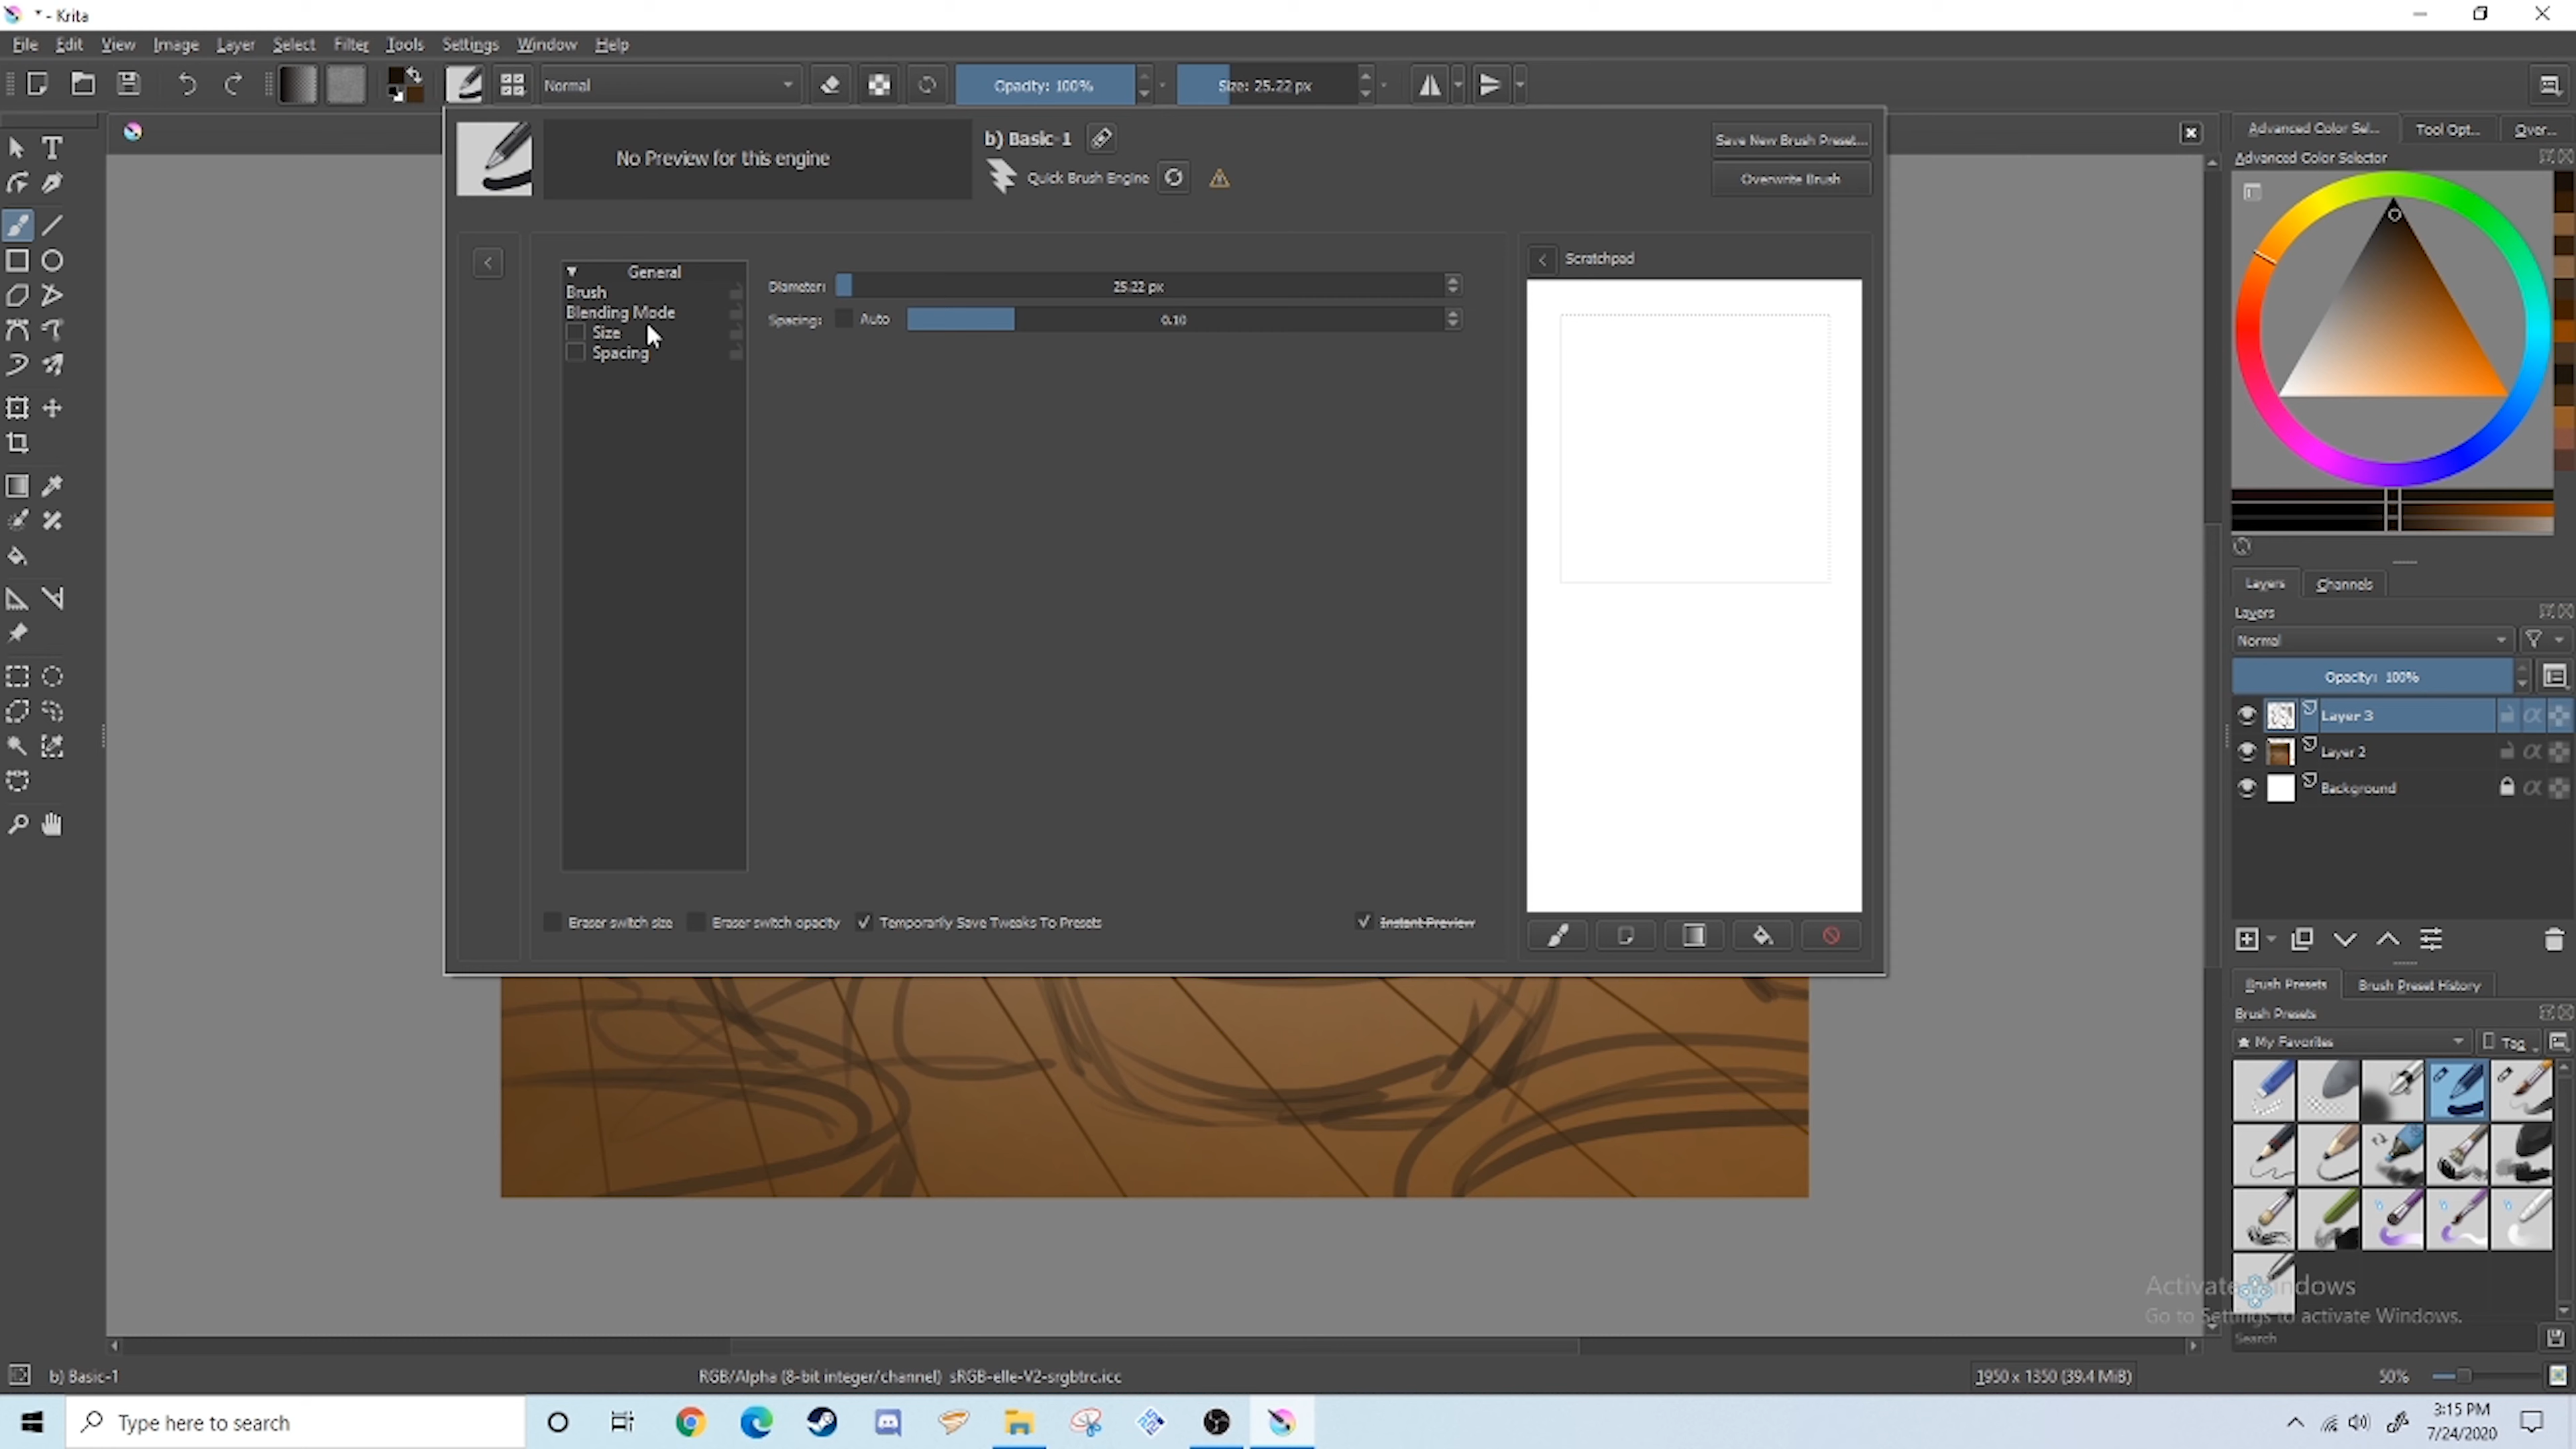 * - Krita
File Edit View Image Layer Select Filter Tools Settings Window Help
Normal
Opacity: 100%
Size: 25.22 px
No Preview for this engine
b) Basic-1
Quick Brush Engine
Save New Brush Preset...
Overwrite Brush
General
Brush
Blending Mode
Size
Spacing
Diameter: 25.22 px
Spacing: Auto 0.10
Scratchpad
Eraser switch size
Eraser switch opacity
Temporarily Save Tweaks To Presets
Instant Preview
Advanced Color Sel... Tool Opt... Over...
Advanced Color Selector
Layers Channels
Layers
Normal
Opacity: 100%
Layer 3
Layer 2
Background
Brush Presets Brush Preset History
Brush Presets
My Favorites Tag
Activate Windows
Go to Settings to activate Windows.
Search
b) Basic-1
RGB/Alpha (8-bit integer/channel) sRGB-elle-V2-srgbtrc.icc
1950 x 1350 (39.4 MiB)
50%
Type here to search
3:15 PM
7/24/2020